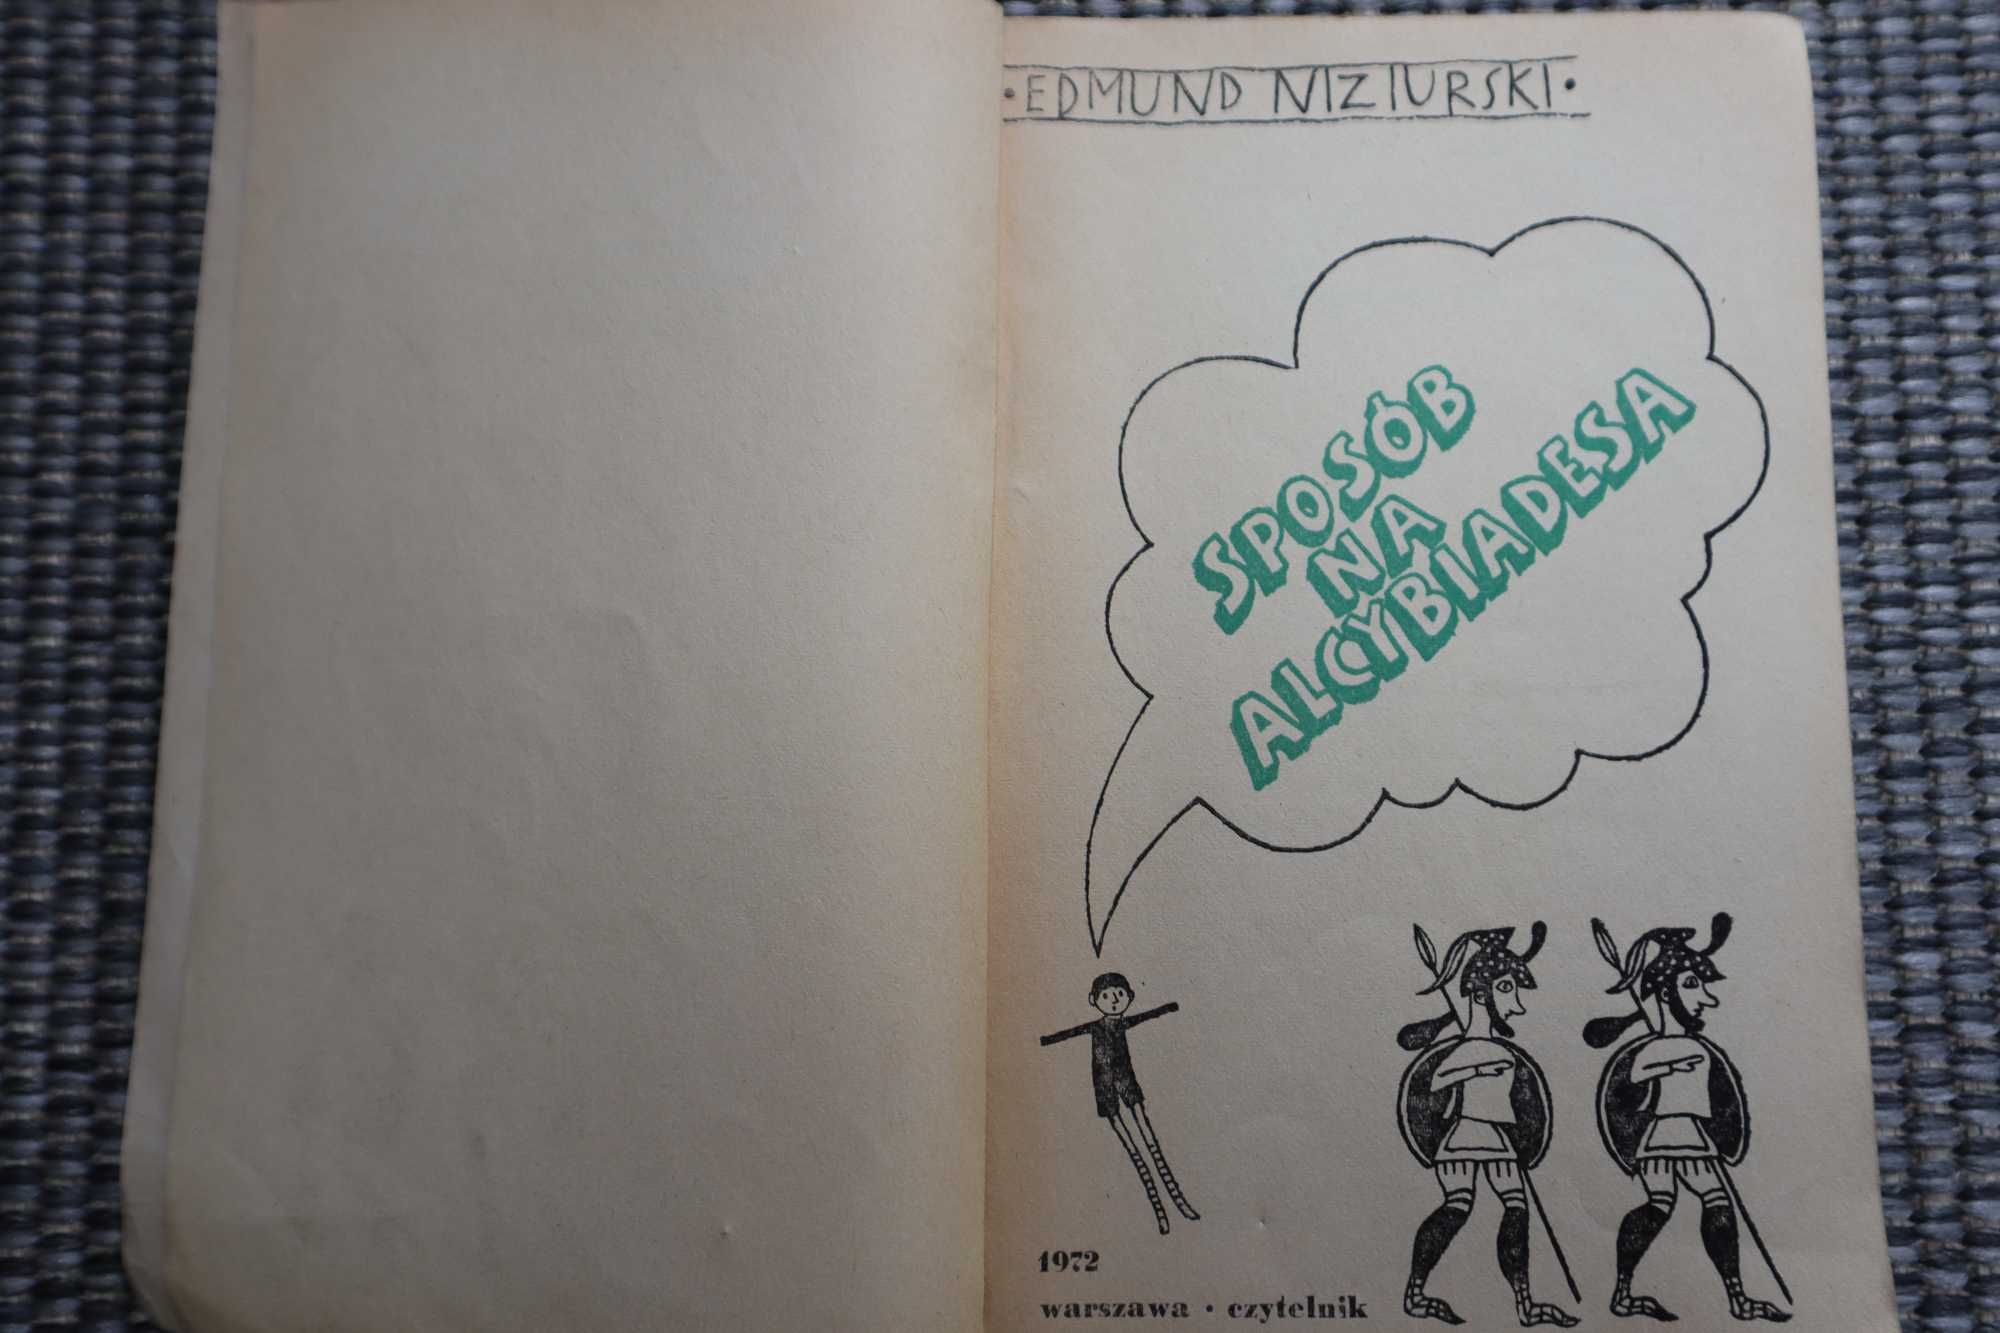 • EDMUND NIZIURSKI •
SPOSÓB
NA
ALCYBIADESA
1972
warszawa • czytelnik